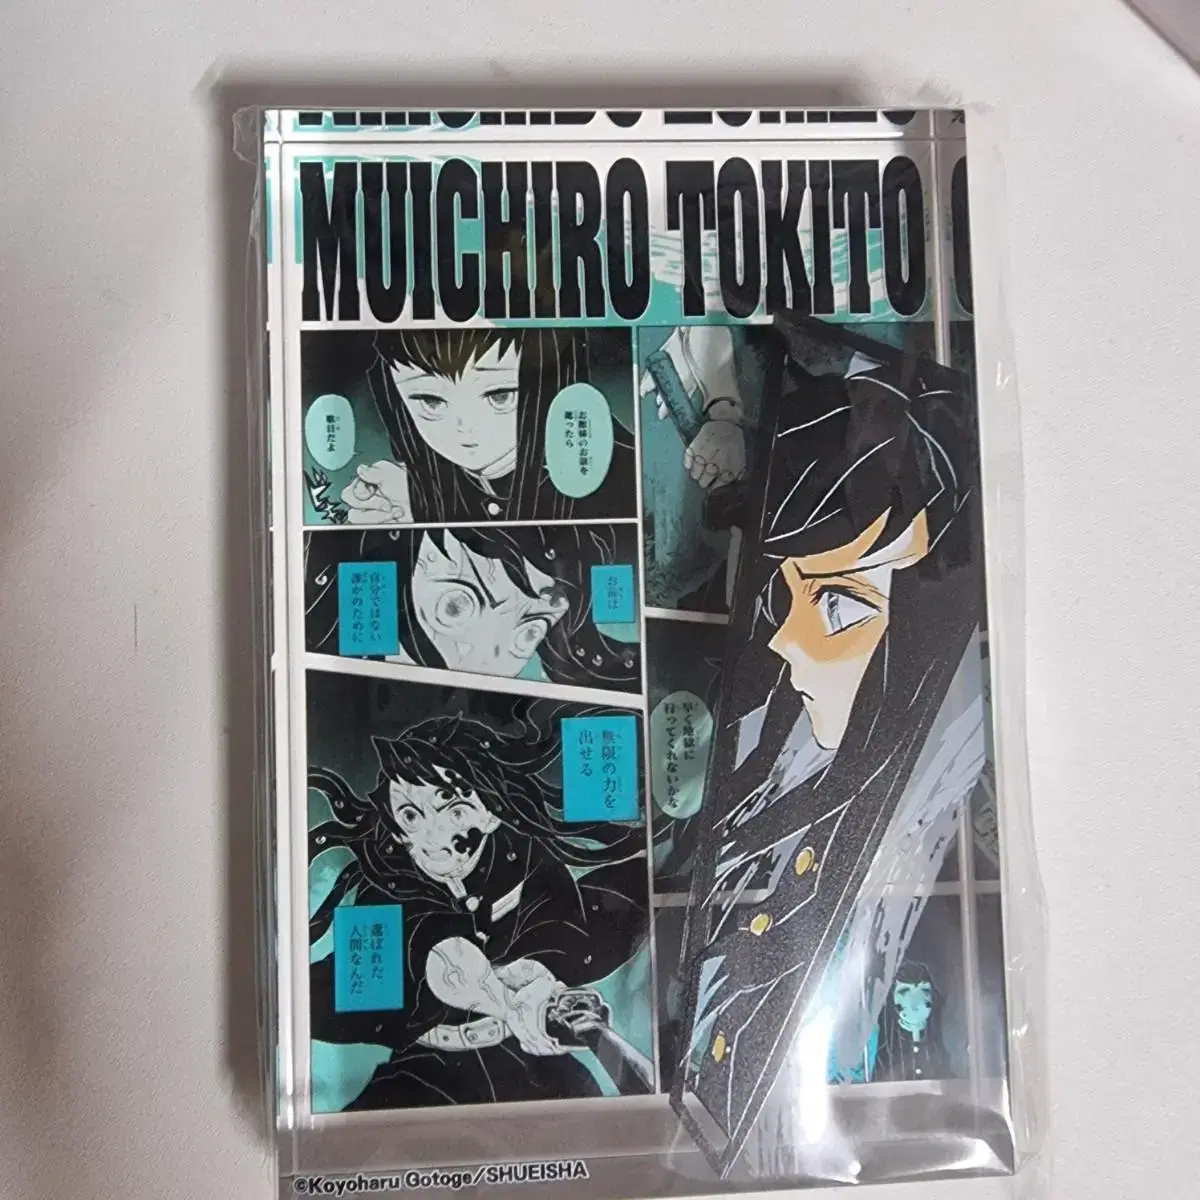 MUICHIRO TOKITO
お館様のお話を
遮ったら
駄目だよ
お前は
自分ではない
誰かのために
無限の力を
出せる
選ばれた
人間なんだ
早く地獄に
行ってくれないかな
©Koyoharu Gotoge/SHUEISHA